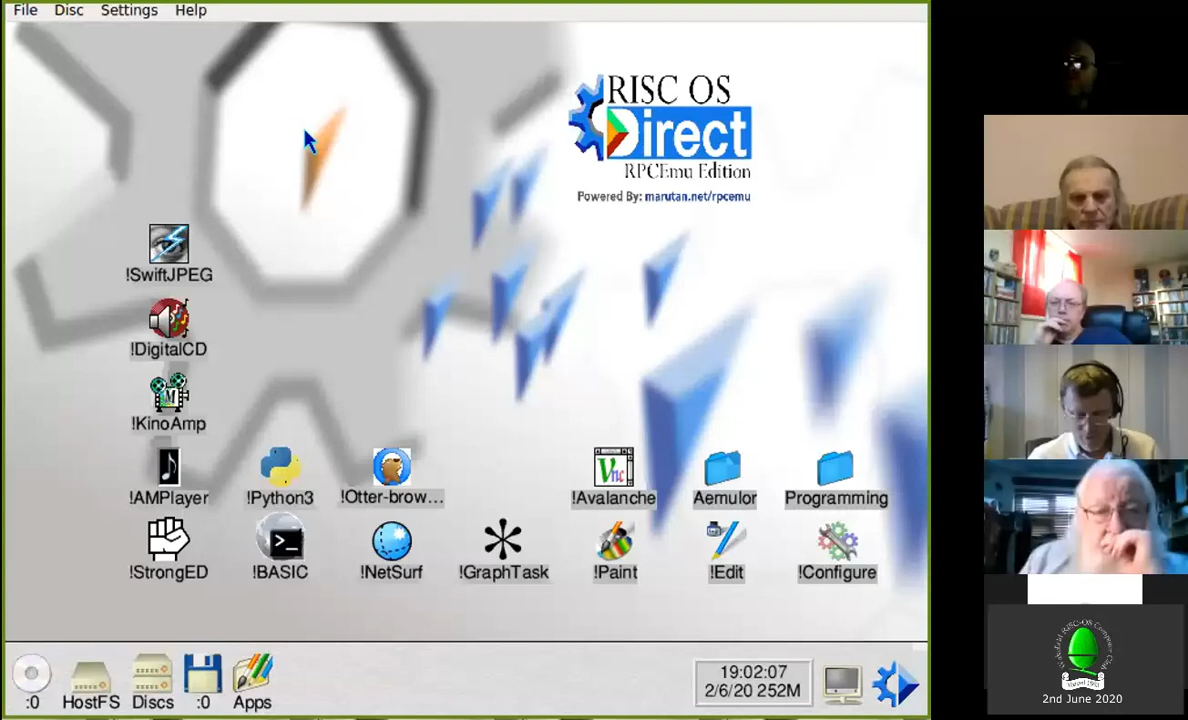 File Disc Settings Help
RISC OS
Direct
RPCEmu Edition
Powered By: marutan.net/rpcemu
!SwiftJPEG
!DigitalCD
!KinoAmp
M
!AMPlayer
!Python3
!Otter-brow...
Vnc
!Avalanche
Aemulor
Programming
!StrongED
>_
!BASIC
!NetSurf
!GraphTask
!Paint
!Edit
!Configure
:0
HostFS
Discs
:0
Apps
19:02:07
2/6/20 252M
2nd June 2020